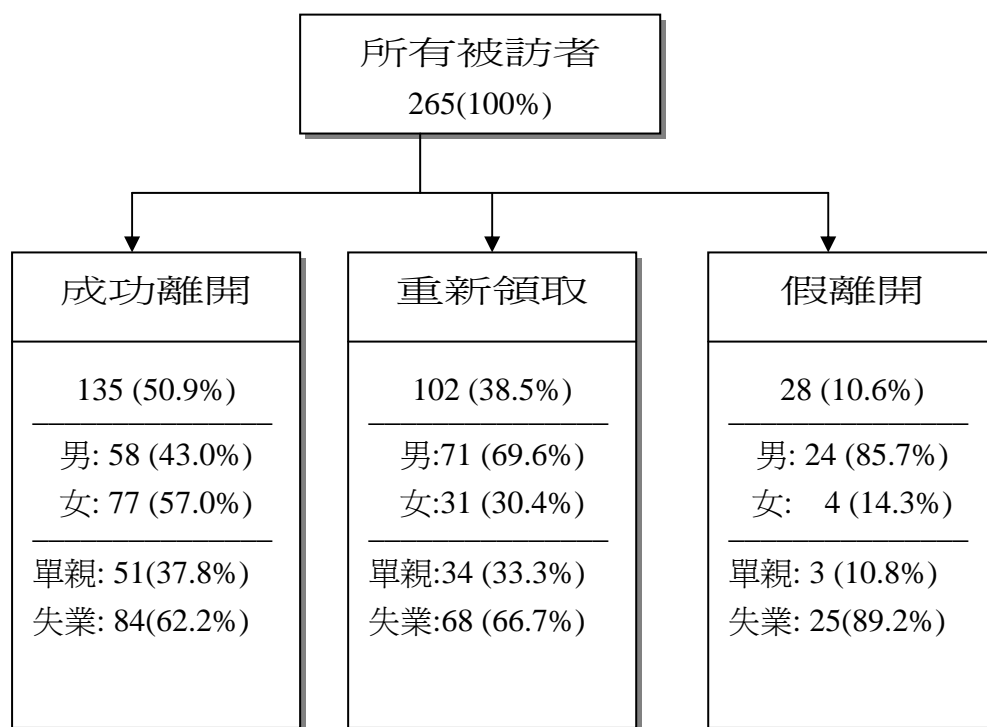 所有被訪者
265(100%)
成功離開
135 (50.9%)
男: 58 (43.0%)
女: 77 (57.0%)
單親: 51(37.8%)
失業: 84(62.2%)
重新領取
102 (38.5%)
男:71 (69.6%)
女:31 (30.4%)
單親:34 (33.3%)
失業:68 (66.7%)
假離開
28 (10.6%)
男: 24 (85.7%)
女: 4 (14.3%)
單親: 3 (10.8%)
失業: 25(89.2%)